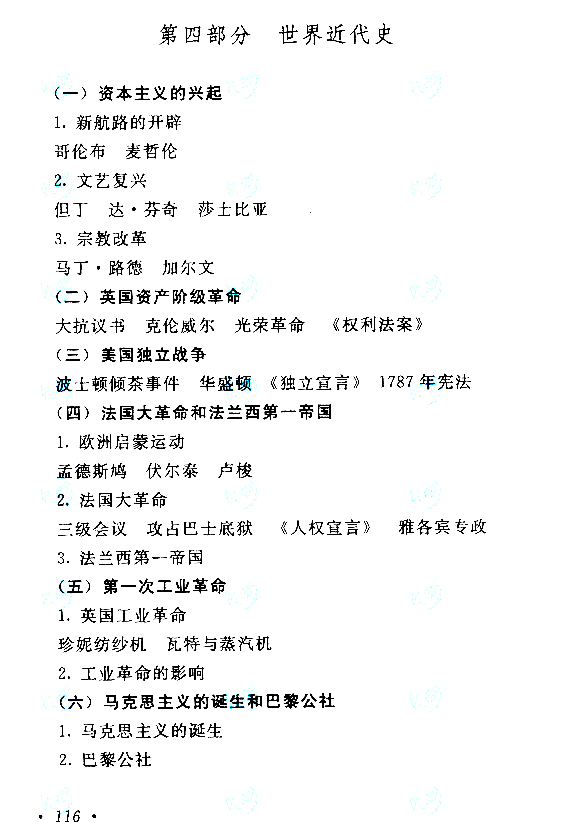 第四部分 世界近代史
(一) 资本主义的兴起
1. 新航路的开辟
哥伦布 麦哲伦
2. 文艺复兴
但丁 达·芬奇 莎士比亚
3. 宗教改革
马丁·路德 加尔文
(二) 英国资产阶级革命
大抗议书 克伦威尔 光荣革命 《权利法案》
(三) 美国独立战争
波士顿倾茶事件 华盛顿 《独立宣言》 1787年宪法
(四) 法国大革命和法兰西第一帝国
1. 欧洲启蒙运动
孟德斯鸠 伏尔泰 卢梭
2. 法国大革命
三级会议 攻占巴士底狱 《人权宣言》 雅各宾专政
3. 法兰西第一帝国
(五) 第一次工业革命
1. 英国工业革命
珍妮纺纱机 瓦特与蒸汽机
2. 工业革命的影响
(六) 马克思主义的诞生和巴黎公社
1. 马克思主义的诞生
2. 巴黎公社
· 116 ·